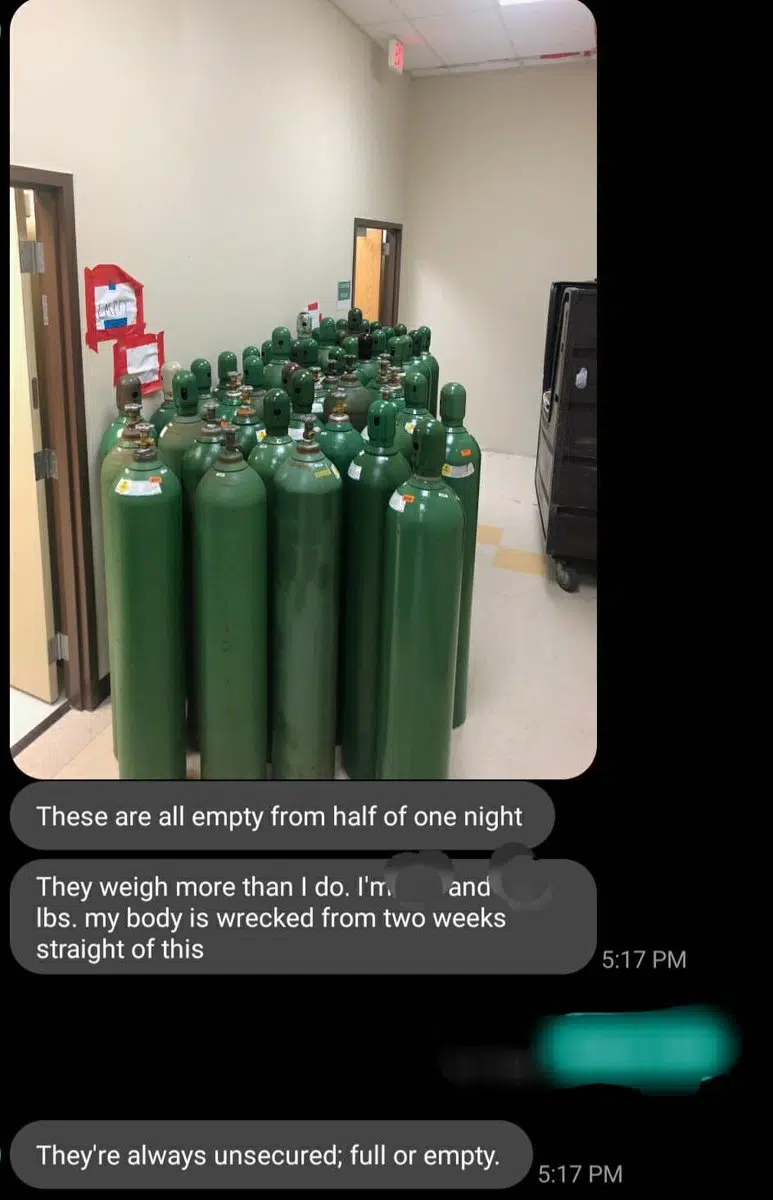 EMPTY
These are all empty from half of one night
They weigh more than I do. I'm and
lbs. my body is wrecked from two weeks
straight of this
5:17 PM
They're always unsecured; full or empty.
5:17 PM